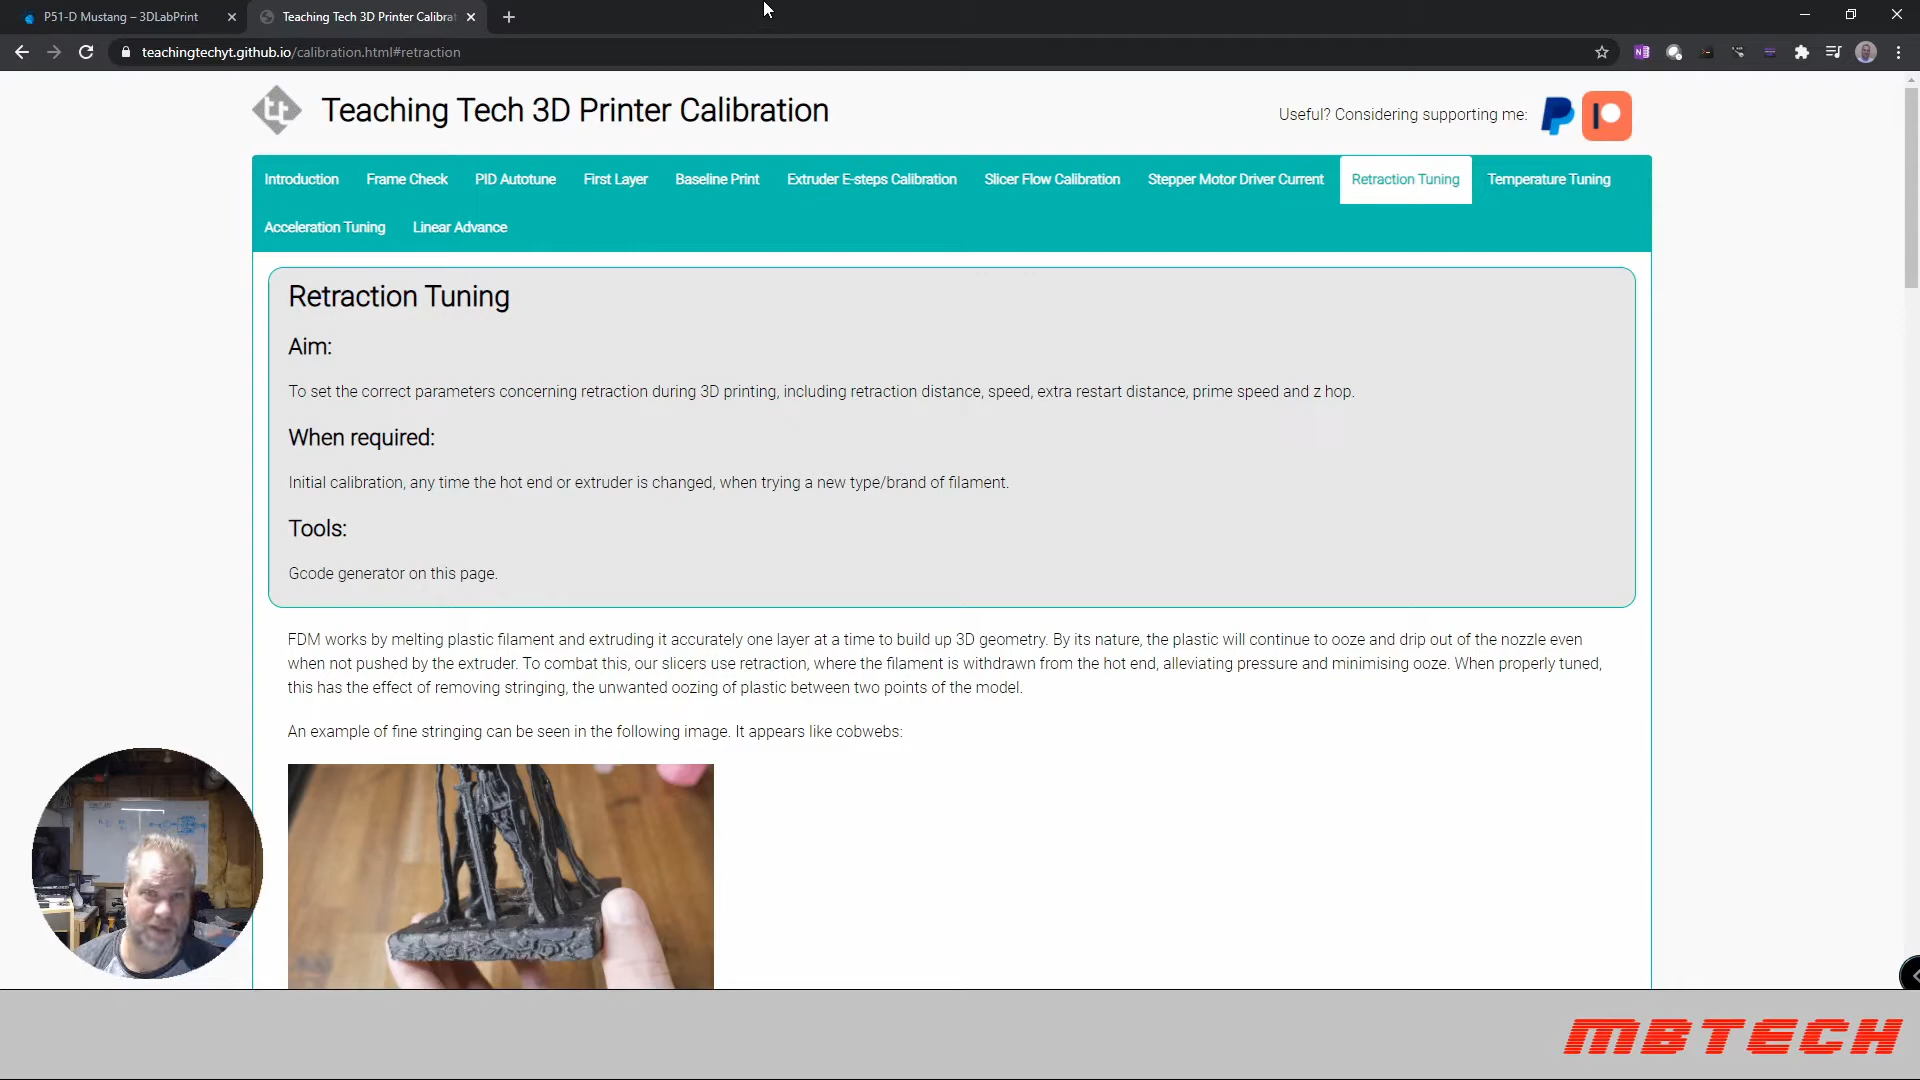 P51-D Mustang – 3DLabPrint
Teaching Tech 3D Printer Calibrat
teachingtechyt.github.io/calibration.html#retraction
Teaching Tech 3D Printer Calibration
Useful? Considering supporting me:
Introduction Frame Check PID Autotune First Layer Baseline Print Extruder E-steps Calibration Slicer Flow Calibration Stepper Motor Driver Current Retraction Tuning Temperature Tuning
Acceleration Tuning Linear Advance
Retraction Tuning
Aim:
To set the correct parameters concerning retraction during 3D printing, including retraction distance, speed, extra restart distance, prime speed and z hop.
When required:
Initial calibration, any time the hot end or extruder is changed, when trying a new type/brand of filament.
Tools:
Gcode generator on this page.
FDM works by melting plastic filament and extruding it accurately one layer at a time to build up 3D geometry. By its nature, the plastic will continue to ooze and drip out of the nozzle even
when not pushed by the extruder. To combat this, our slicers use retraction, where the filament is withdrawn from the hot end, alleviating pressure and minimising ooze. When properly tuned,
this has the effect of removing stringing, the unwanted oozing of plastic between two points of the model.
An example of fine stringing can be seen in the following image. It appears like cobwebs:
MBTECH